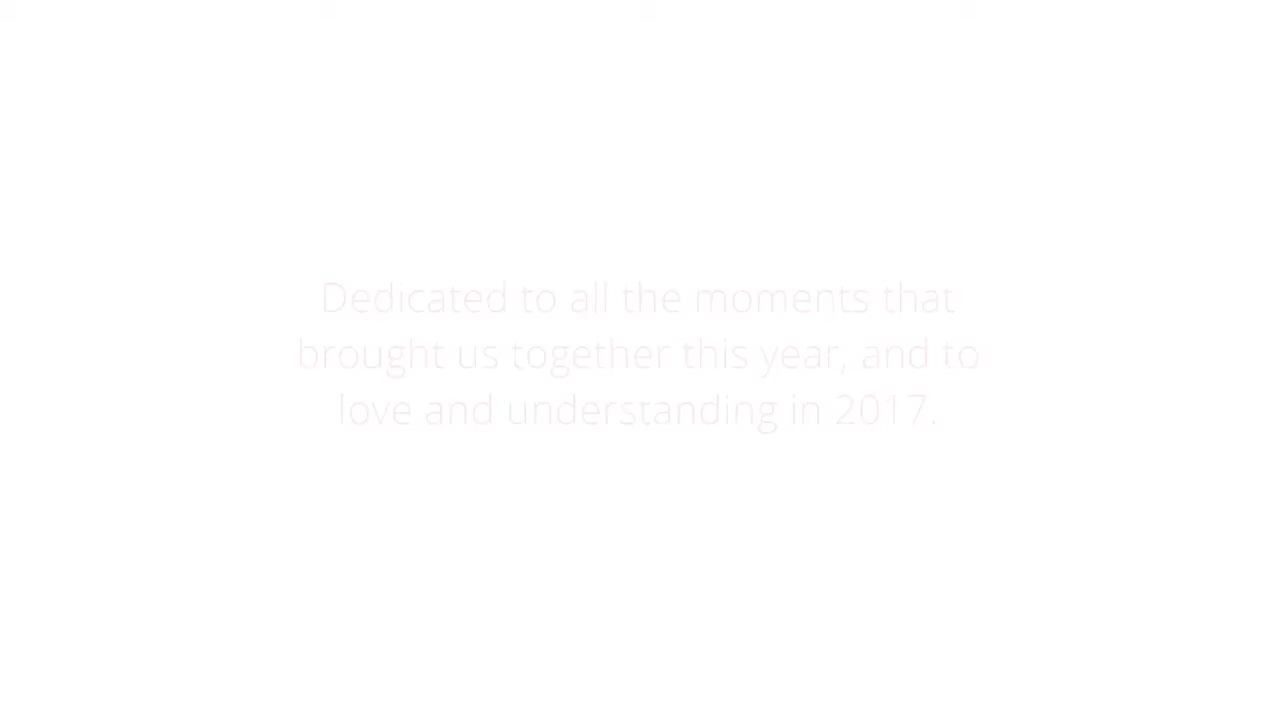 Dedicated to all the moments that
brought us together this year, and to
love and understanding in 2017.